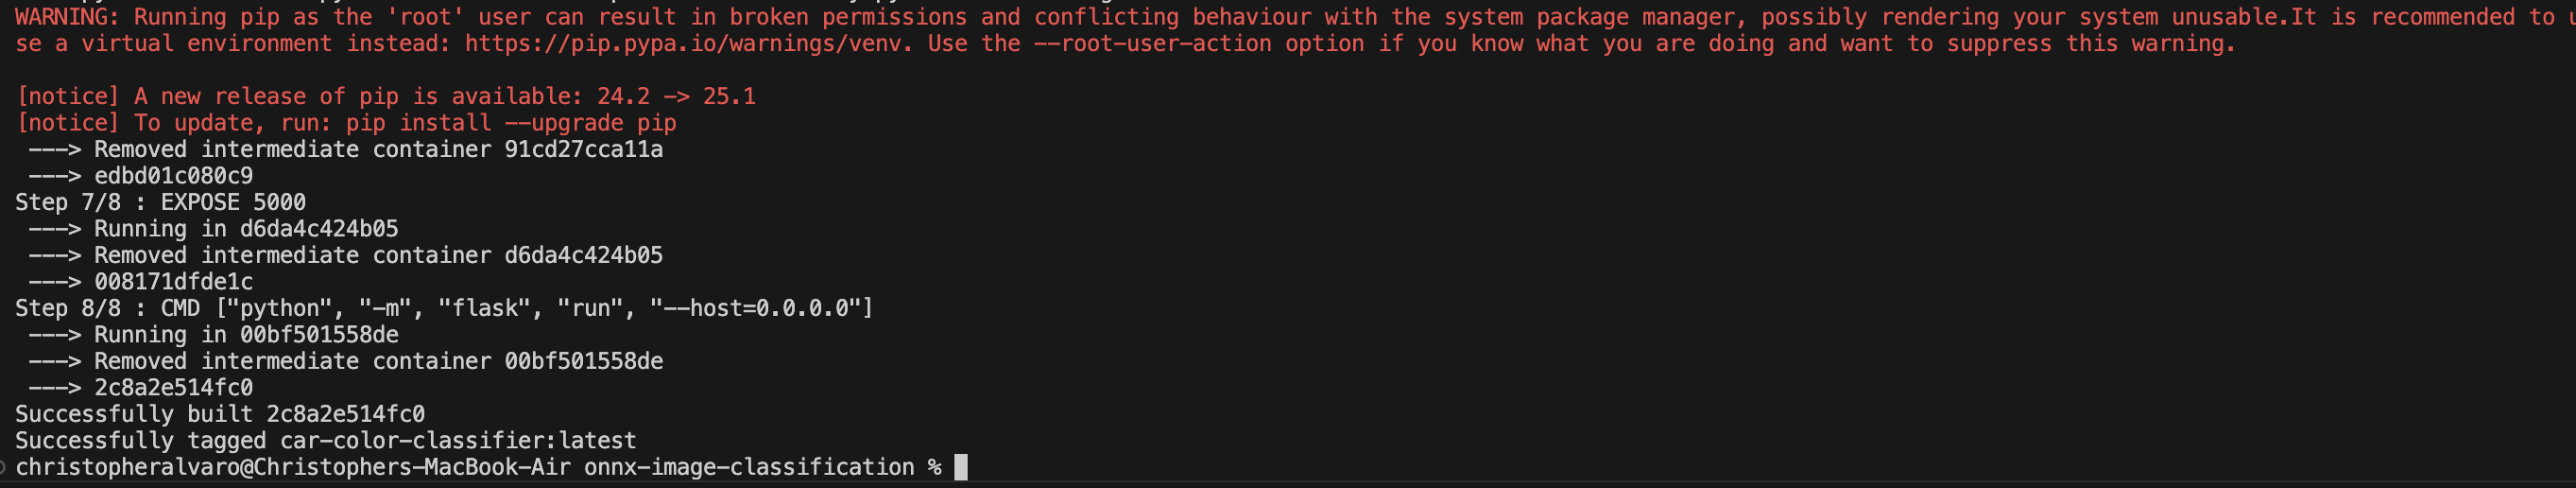 WARNING: Running pip as the 'root' user can result in broken permissions and conflicting behaviour with the system package manager, possibly rendering your system unusable.It is recommended to u
se a virtual environment instead: https://pip.pypa.io/warnings/venv. Use the --root-user-action option if you know what you are doing and want to suppress this warning.
[notice] A new release of pip is available: 24.2 -> 25.1
[notice] To update, run: pip install --upgrade pip
---> Removed intermediate container 91cd27cca11a
---> edbd01c080c9
Step 7/8 : EXPOSE 5000
---> Running in d6da4c424b05
---> Removed intermediate container d6da4c424b05
---> 008171dfde1c
Step 8/8 : CMD ["python", "-m", "flask", "run", "--host=0.0.0.0"]
---> Running in 00bf501558de
---> Removed intermediate container 00bf501558de
---> 2c8a2e514fc0
Successfully built 2c8a2e514fc0
Successfully tagged car-color-classifier:latest
christopheralvaro@Christophers-MacBook-Air onnx-image-classification %